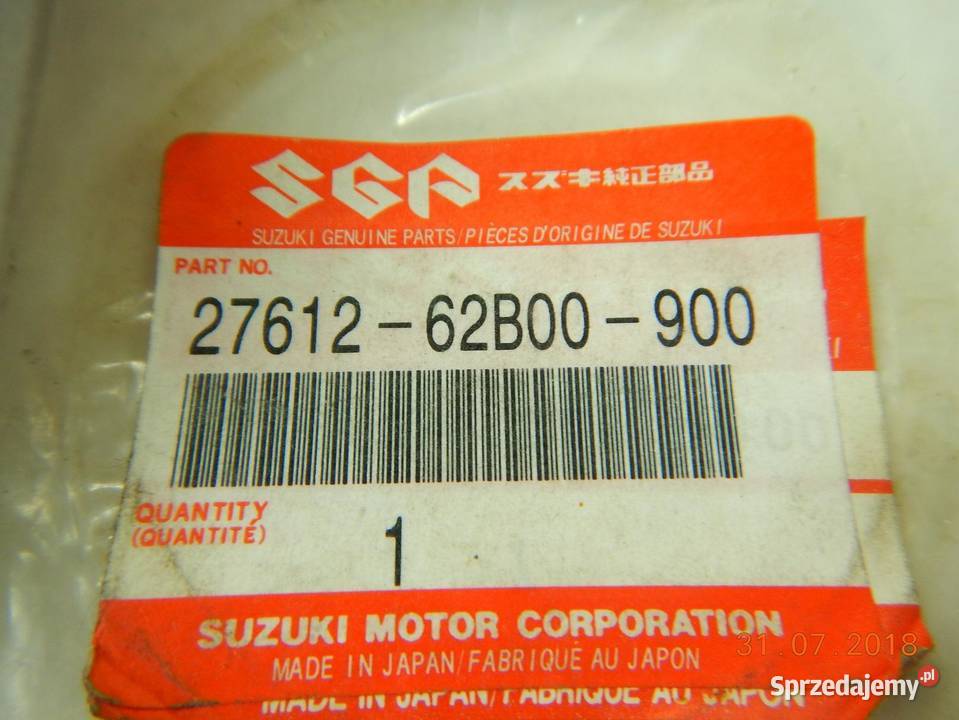 SGP スズキ純正部品
SUZUKI GENUINE PARTS/PIÈCES D'ORIGINE DE SUZUKI
PART NO.
27612-62B00-900
QUANTITY
(QUANTITÉ)
1
SUZUKI MOTOR CORPORATION
MADE IN JAPAN/FABRIQUÉ AU JAPON
MADE IN JAPAN/FABRIQUÉ AU JAPON
31.07.2018
Sprzedajemy.pl